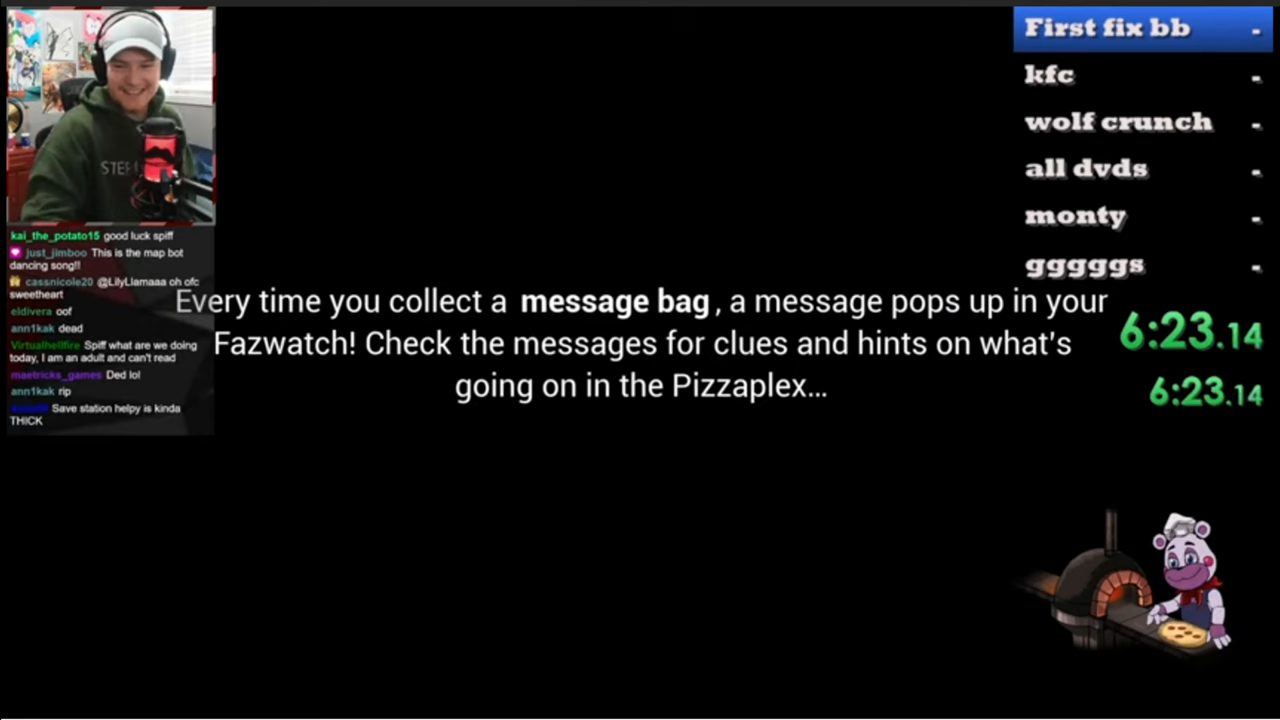 First fix bb -
kfc -
wolf crunch -
all dvds -
monty -
gggggs -
6:23.14
6:23.14
STEE
kai_the_potato15 good luck spiff
just_jimboo This is the map bot
dancing song!!
cassnicole20 @LilyLlamaaa oh ofc
sweetheart
eldivera oof
ann1kak dead
Virtualhellfire Spiff what are we doing
today, I am an adult and can't read
maetricks_games Ded lol
ann1kak rip
Save station helpy is kinda
THICK
Every time you collect a message bag, a message pops up in your
Fazwatch! Check the messages for clues and hints on what's
going on in the Pizzaplex...